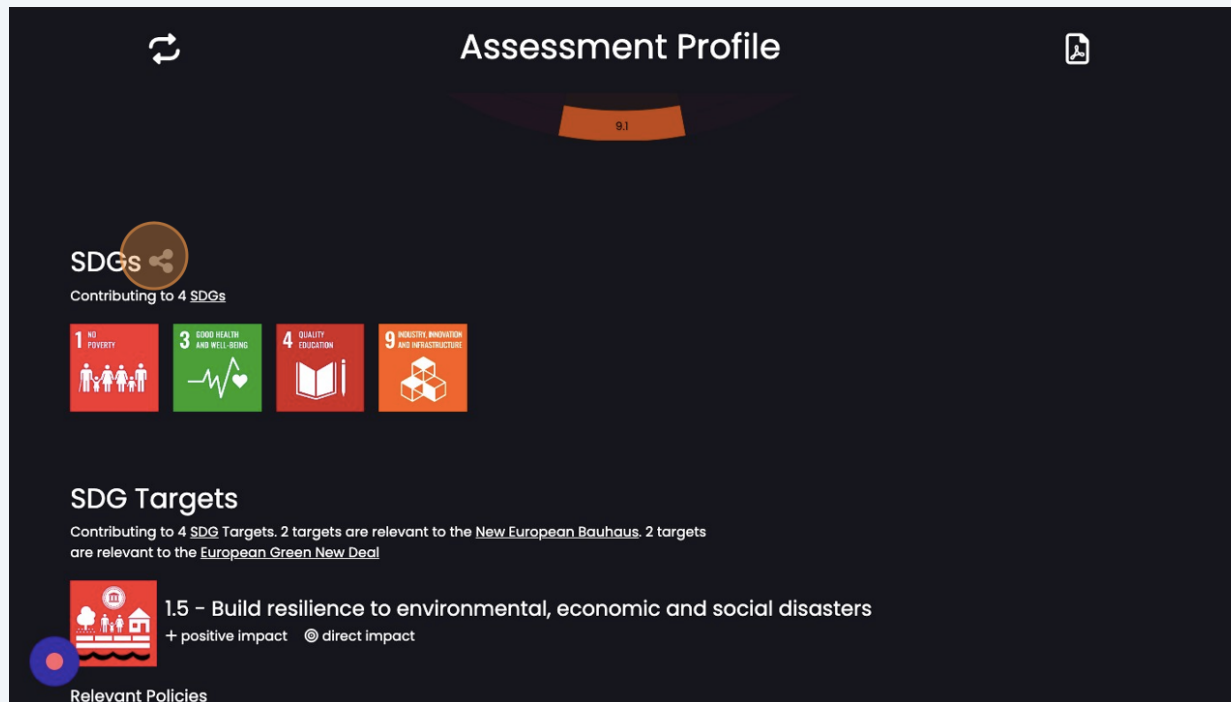 Assessment Profile
9.1
SDGs
Contributing to 4 SDGs
1 NO
POVERTY
3 GOOD HEALTH
AND WELL-BEING
4 QUALITY
EDUCATION
9 INDUSTRY, INNOVATION
AND INFRASTRUCTURE
SDG Targets
Contributing to 4 SDG Targets. 2 targets are relevant to the New European Bauhaus. 2 targets
are relevant to the European Green New Deal
1.5 - Build resilience to environmental, economic and social disasters
+ positive impact direct impact
Relevant Policies